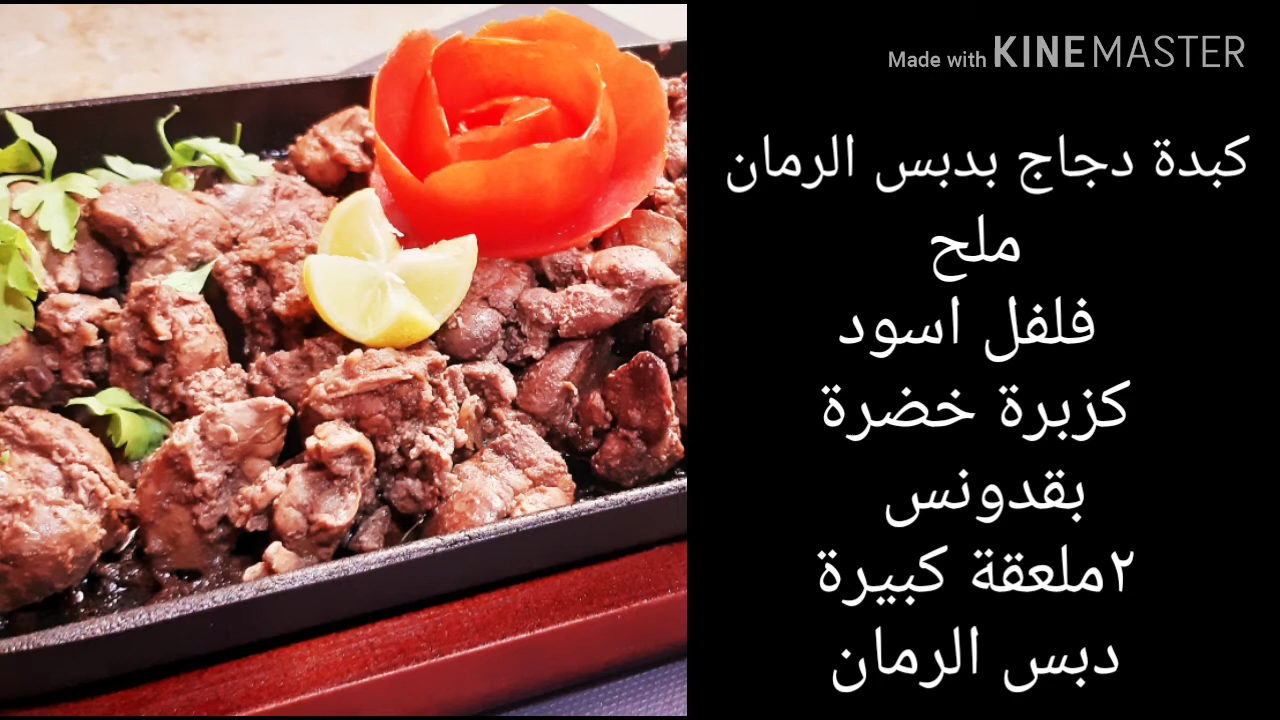 Made with KINEMASTER
كبدة دجاج بدبس الرمان
ملح
فلفل اسود
كزبرة خضرة
بقدونس
٢ملعقة كبيرة
دبس الرمان